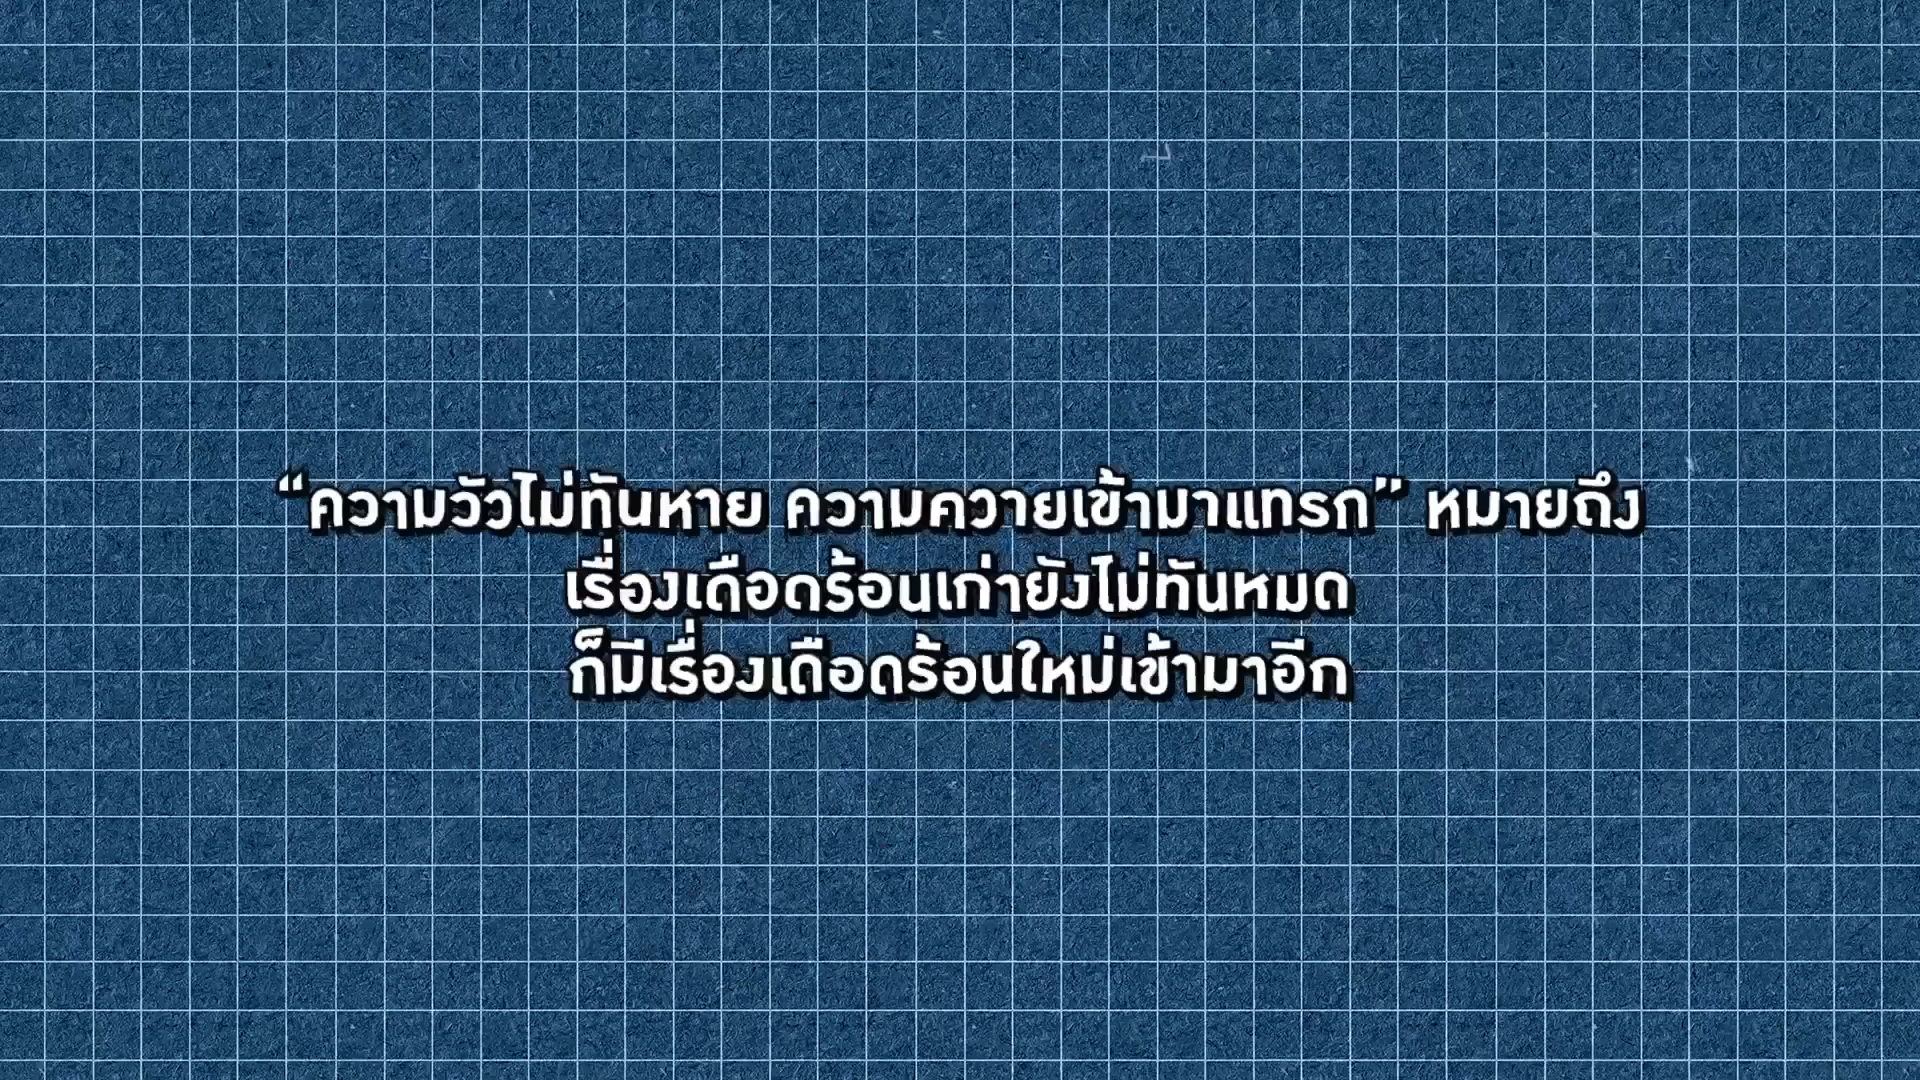 “ความวัวไม่ทันหาย ความควายเข้ามาแทรก” หมายถึง
เรื่องเดือดร้อนเก่ายังไม่ทันหมด
ก็มีเรื่องเดือดร้อนใหม่เข้ามาอีก